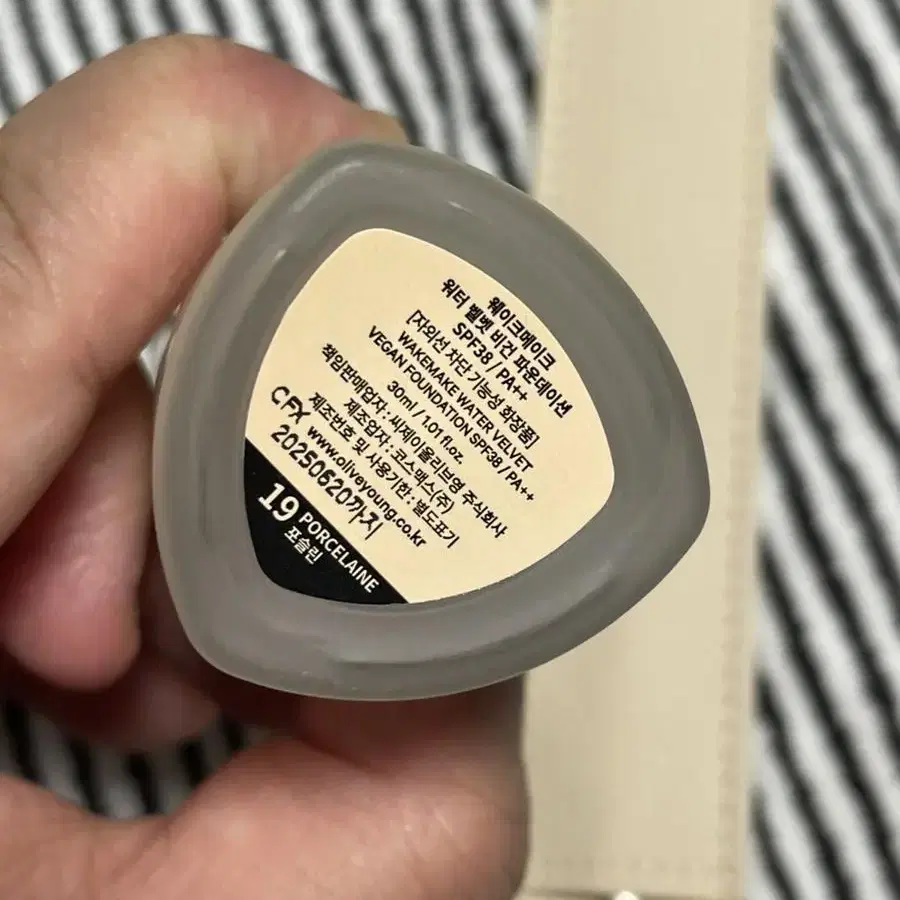 웨이크메이크
워터 벨벳 비건 파운데이션
SPF38 / PA++
[자외선 차단 기능성 화장품]
WAKEMAKE WATER VELVET
VEGAN FOUNDATION SPF38 / PA++
30ml / 1.01 fl.oz.
책임판매업자 : 씨제이올리브영 주식회사
제조업자 : 코스맥스(주)
제조번호 및 사용기한 : 별도표기
www.oliveyoung.co.kr
CFX
20250620까지
19 PORCELAINE
포슬린